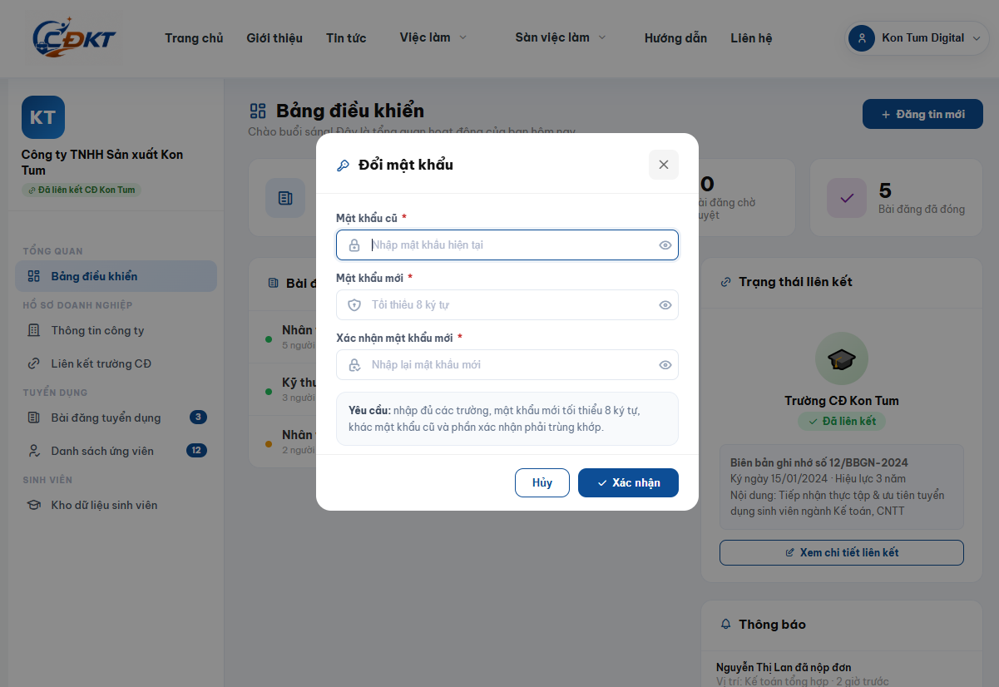 CĐKT
Trang chủ
Giới thiệu
Tin tức
Việc làm
Sàn việc làm
Hướng dẫn
Liên hệ
Kon Tum Digital
KT
Công ty TNHH Sản xuất Kon
Tum
Đã liên kết CĐ Kon Tum
TỔNG QUAN
Bảng điều khiển
HỒ SƠ DOANH NGHIỆP
Thông tin công ty
Liên kết trường CĐ
TUYỂN DỤNG
Bài đăng tuyển dụng 3
Danh sách ứng viên 12
SINH VIÊN
Kho dữ liệu sinh viên
Bảng điều khiển
Chào buổi sáng! Đây là tổng quan hoạt động của bạn hôm nay
+ Đăng tin mới
0
ài đăng chờ
uyệt
5
Bài đăng đã đóng
Bài đ
Nhân
5 người
Kỹ thu
3 người
Nhân
2 người
Đổi mật khẩu
Mật khẩu cũ *
Nhập mật khẩu hiện tại
Mật khẩu mới *
Tối thiểu 8 ký tự
Xác nhận mật khẩu mới *
Nhập lại mật khẩu mới
Yêu cầu: nhập đủ các trường, mật khẩu mới tối thiểu 8 ký tự,
khác mật khẩu cũ và phần xác nhận phải trùng khớp.
Hủy
Xác nhận
Trạng thái liên kết
Trường CĐ Kon Tum
Đã liên kết
Biên bản ghi nhớ số 12/BBGN-2024
Ký ngày 15/01/2024 · Hiệu lực 3 năm
Nội dung: Tiếp nhận thực tập & ưu tiên tuyển
dụng sinh viên ngành Kế toán, CNTT
Xem chi tiết liên kết
Thông báo
Nguyễn Thị Lan đã nộp đơn
Vị trí: Kế toán tổng hợp · 2 giờ trước